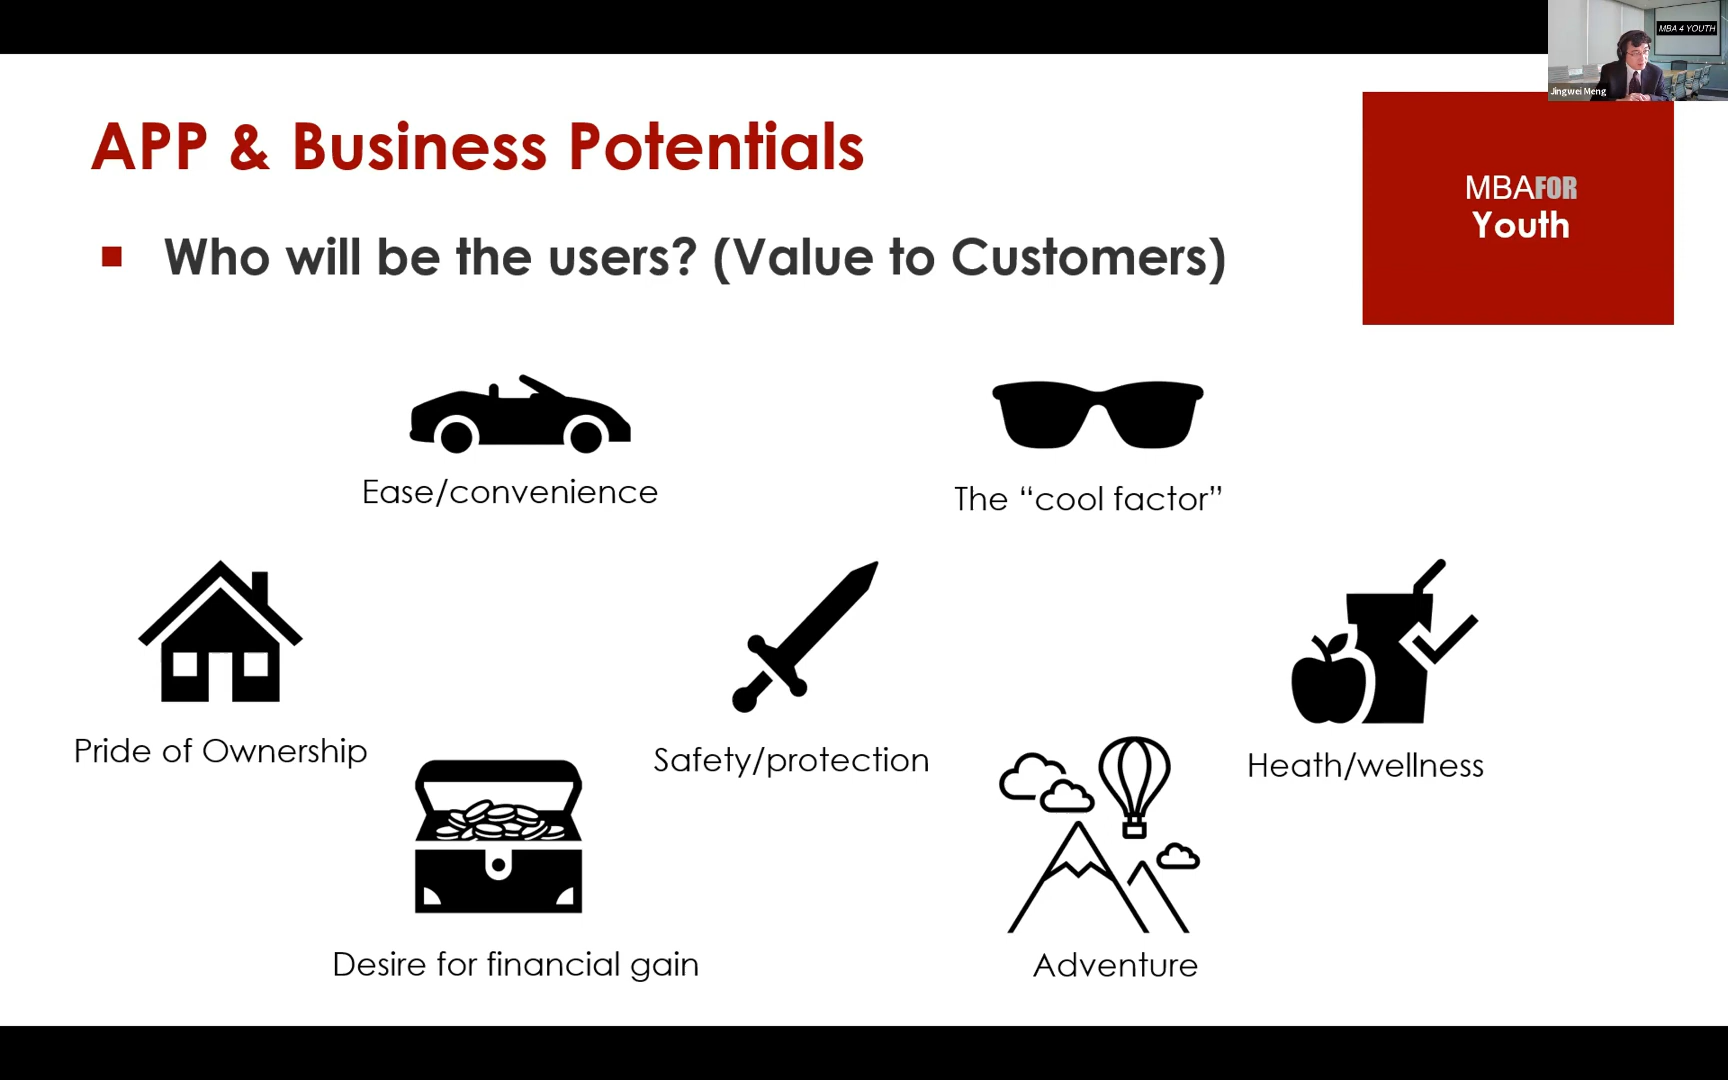 MBA 4 YOUTH
Jingwei Meng
APP & Business Potentials
MBAFOR
Youth
Who will be the users? (Value to Customers)
Ease/convenience
The “cool factor”
Pride of Ownership
Safety/protection
Heath/wellness
Desire for financial gain
Adventure